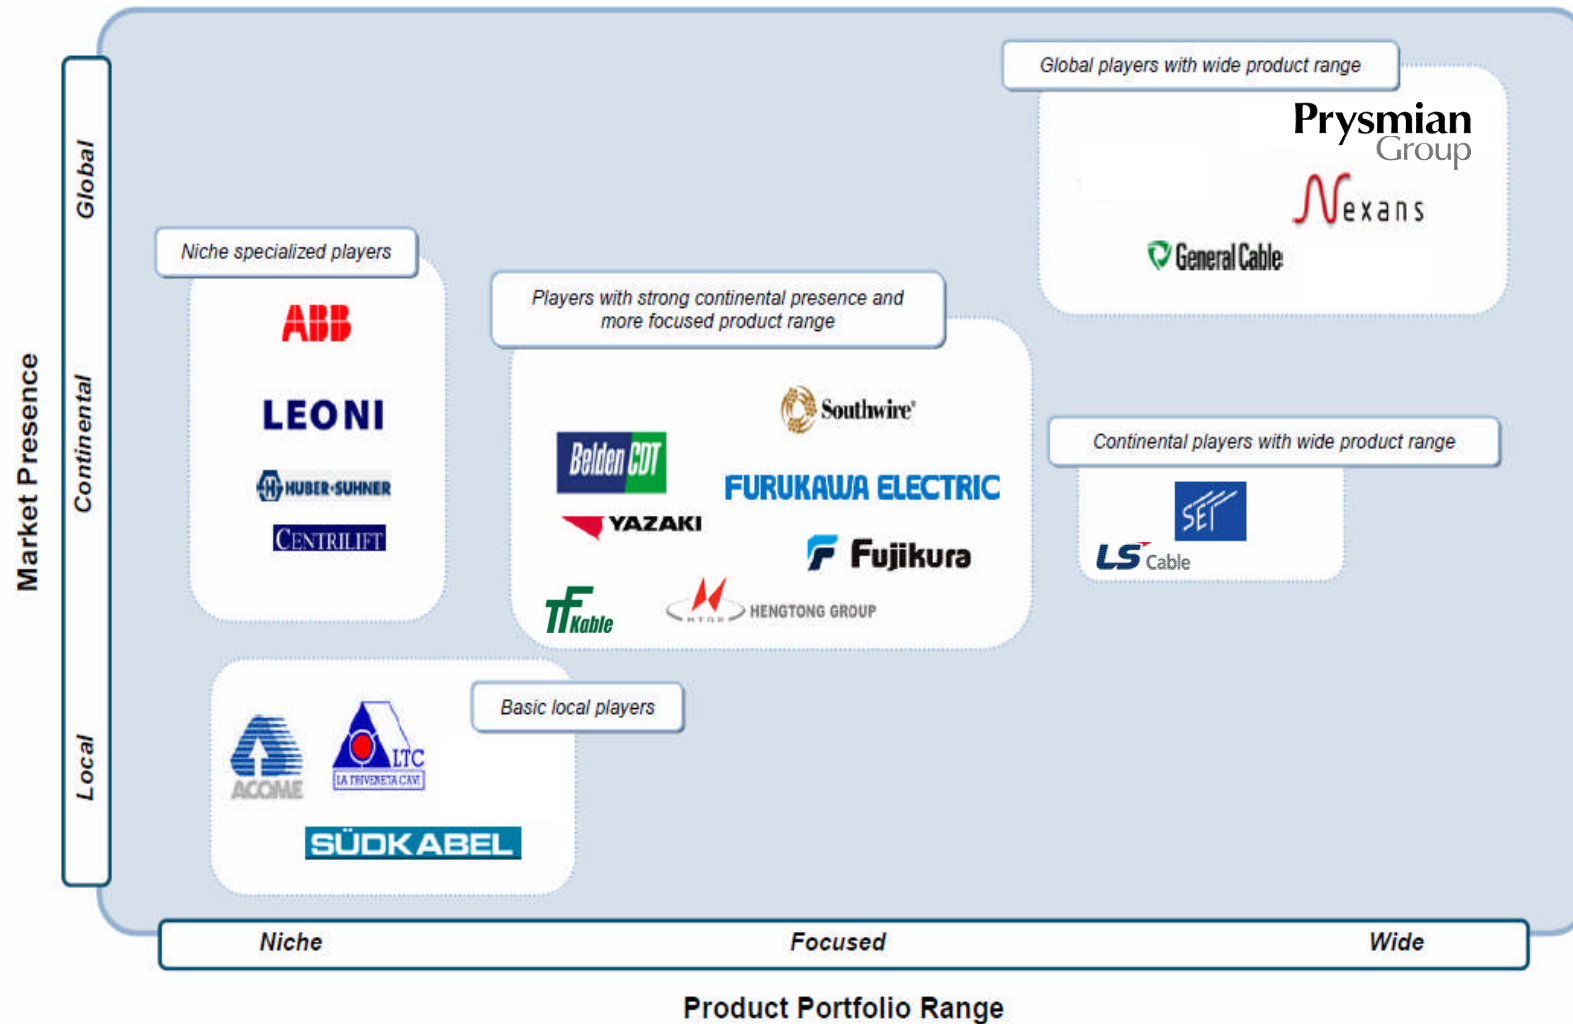 Global players with wide product range
Prysmian
Group
Nexans
General Cable
Niche specialized players
ABB
LEONI
HUBER+SUHNER
CENTRILIFT
Players with strong continental presence and
more focused product range
Southwire®
Belden CDT
FURUKAWA ELECTRIC
YAZAKI
Fujikura
TF
Kable
HTGD
HENGTONG GROUP
Continental players with wide product range
SEI
LS Cable
Basic local players
ACOME
LTC
LA TRIVENETA CAVI
SÜDKABEL
Market Presence
Global
Continental
Local
Niche
Focused
Wide
Product Portfolio Range